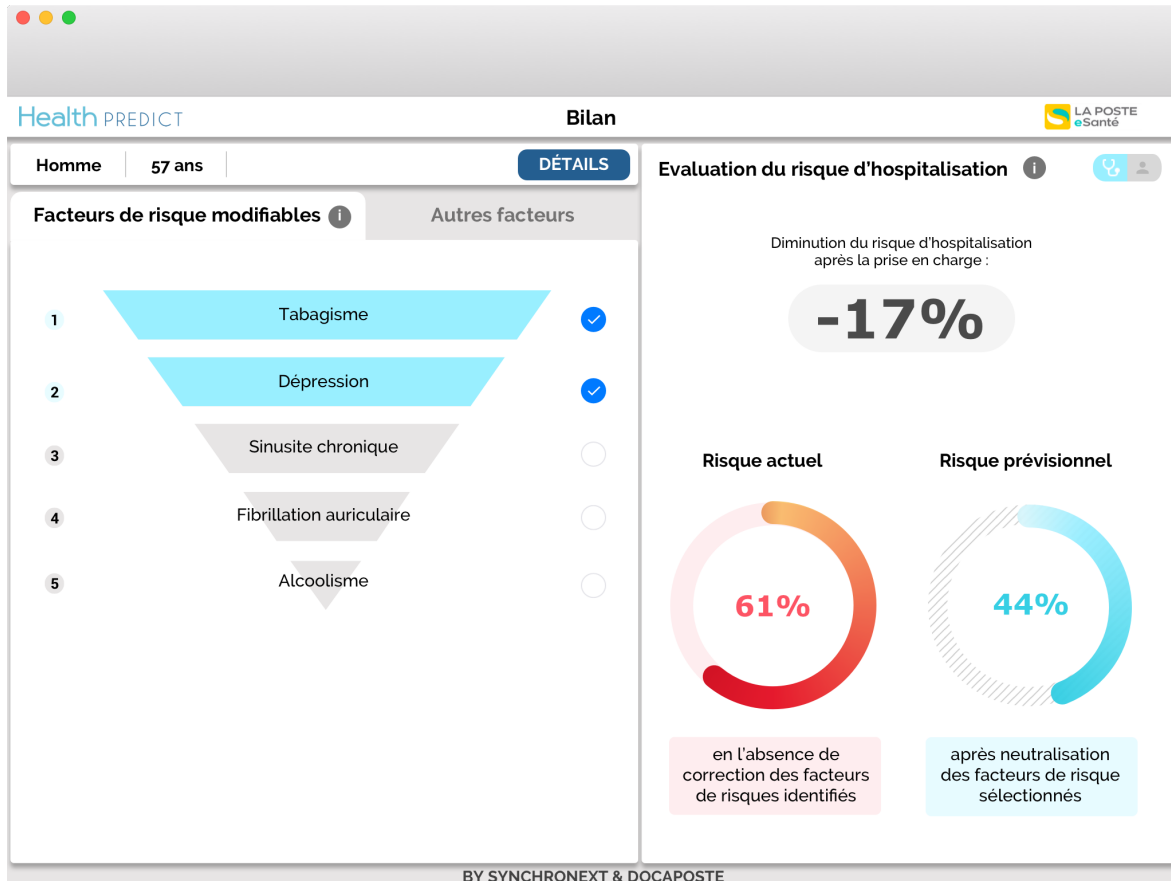 Health PREDICT
Bilan
LA POSTE
eSanté
Homme
57 ans
DÉTAILS
Facteurs de risque modifiables i
Autres facteurs
1 Tabagisme
2 Dépression
3 Sinusite chronique
4 Fibrillation auriculaire
5 Alcoolisme
Evaluation du risque d'hospitalisation i
Diminution du risque d'hospitalisation
après la prise en charge :
-17%
Risque actuel
61%
en l'absence de
correction des facteurs
de risques identifiés
Risque prévisionnel
44%
après neutralisation
des facteurs de risque
sélectionnés
BY SYNCHRONEXT & DOCAPOSTE